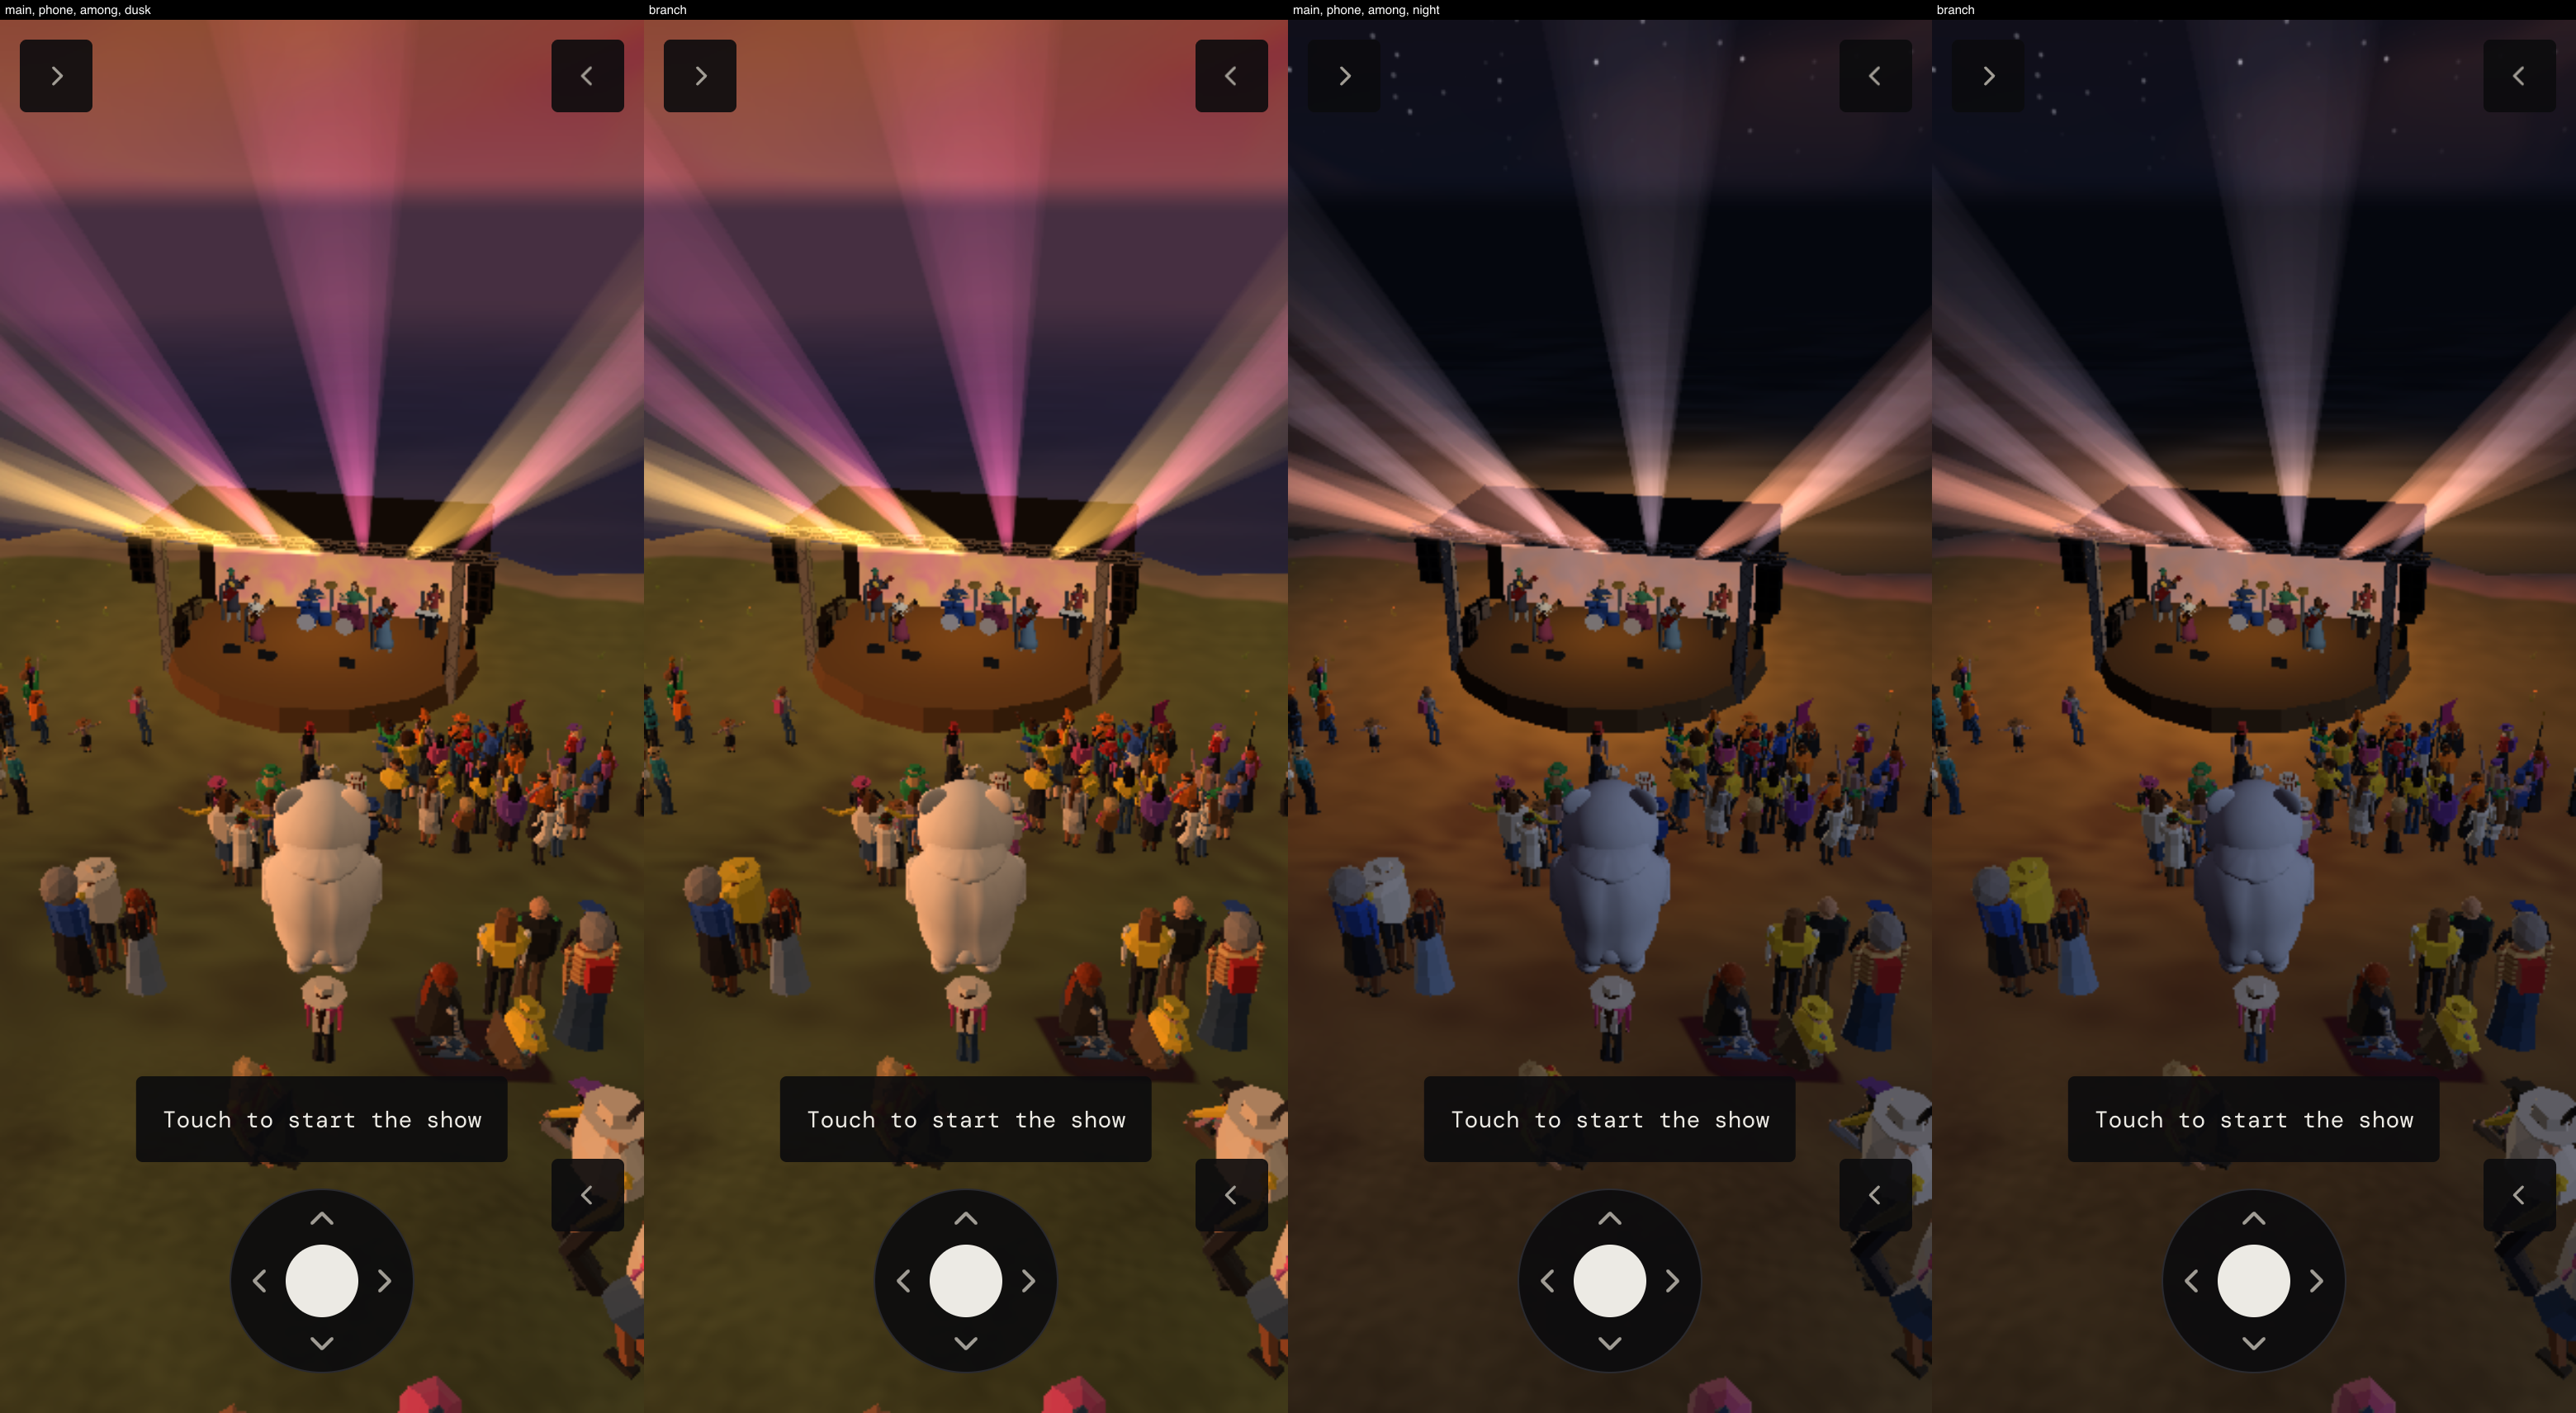 main, phone, among, dusk
branch
main, phone, among, night
branch
Touch to start the show
Touch to start the show
Touch to start the show
Touch to start the show